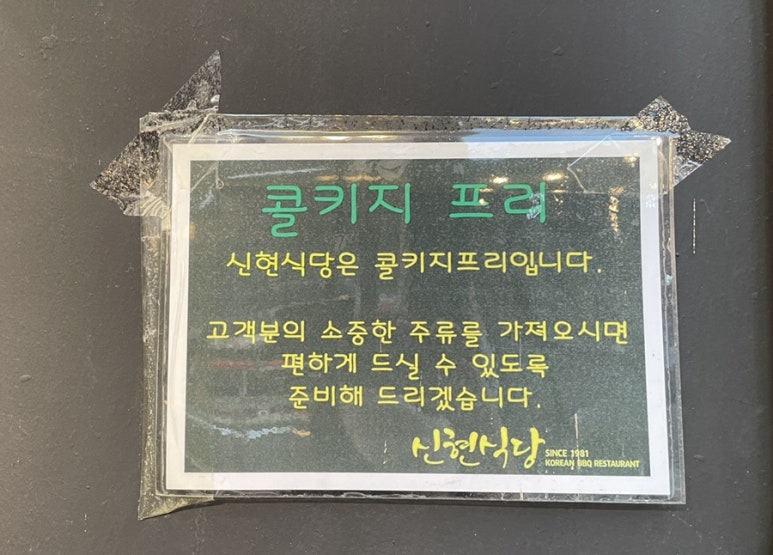 콜키지 프리
신현식당은 콜키지프리입니다.
고객분의 소중한 주류를 가져오시면
편하게 드실 수 있도록
준비해 드리겠습니다.
신현식당
SINCE 1981
KOREAN BBQ RESTAURANT